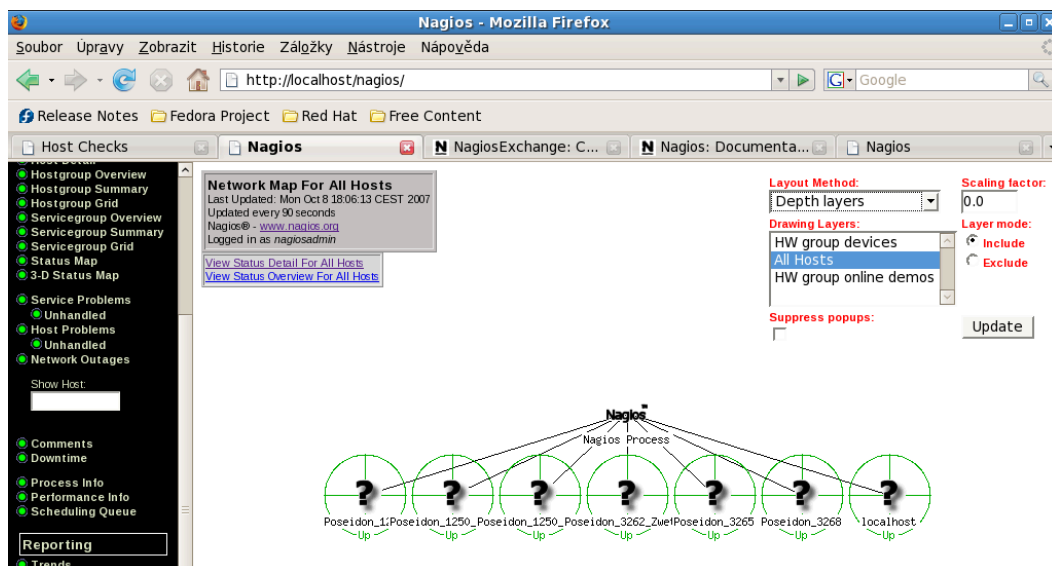 Nagios - Mozilla Firefox
Soubor Úpravy Zobrazit Historie Záložky Nástroje Nápověda
http://localhost/nagios/
G Google
Release Notes Fedora Project Red Hat Free Content
Host Checks Nagios NagiosExchange: C... Nagios: Documenta... Nagios
Host Detail
Hostgroup Overview
Hostgroup Summary
Hostgroup Grid
Servicegroup Overview
Servicegroup Summary
Servicegroup Grid
Status Map
3-D Status Map
Service Problems
Unhandled
Host Problems
Unhandled
Network Outages
Show Host:
Comments
Downtime
Process Info
Performance Info
Scheduling Queue
Reporting
Trends
Network Map For All Hosts
Last Updated: Mon Oct 8 18:06:13 CEST 2007
Updated every 90 seconds
Nagios® - www.nagios.org
Logged in as nagiosadmin
View Status Detail For All Hosts
View Status Overview For All Hosts
Layout Method: Scaling factor:
Depth layers 0.0
Drawing Layers: Layer mode:
HW group devices Include
All Hosts Exclude
HW group online demos
Suppress popups:
Update
Nagios
Nagios Process
? ? ? ? ? ? ?
Poseidon_1250_ Poseidon_1250_ Poseidon_3262_ Poseidon_3265 Poseidon_3268 localhost
Up Up Up Up Up Up Up